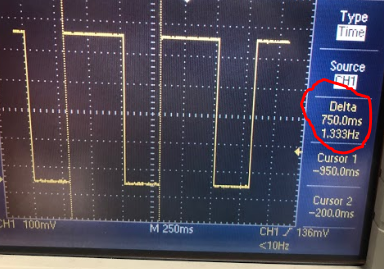 Type
Time
Source
CH1
Delta
750.0ms
1.333Hz
Cursor 1
-950.0ms
Cursor 2
-200.0ms
CH1 100mV
M 250ms
CH1 136mV
<10Hz